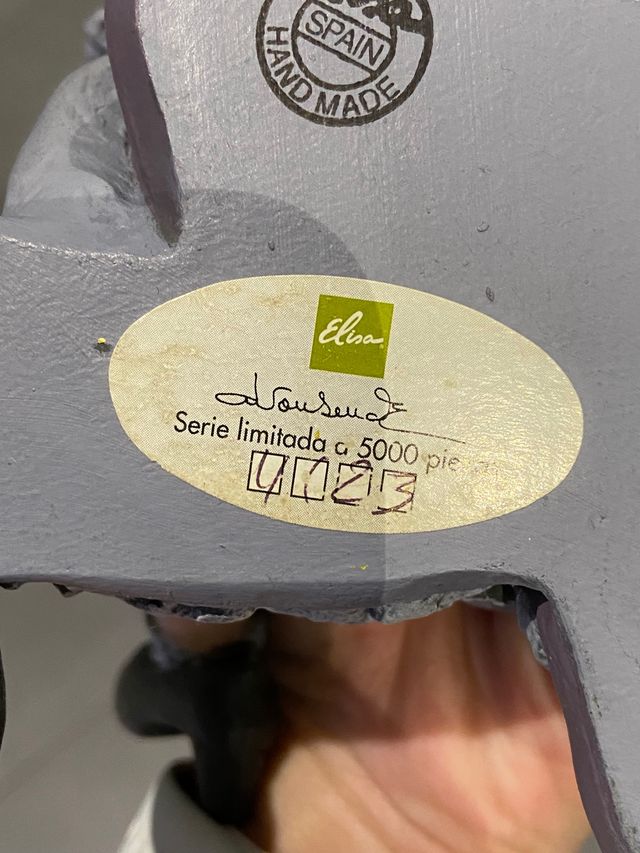 SPAIN
HAND MADE
Elisa
Serie limitada a 5000
4123